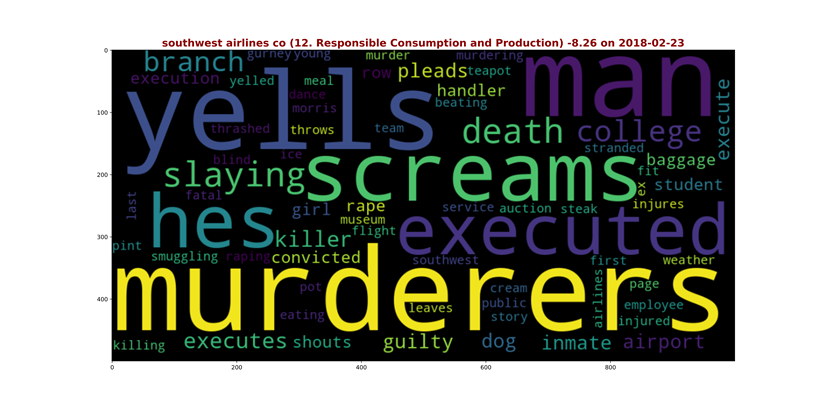 southwest airlines co (12. Responsible Consumption and Production) -8.26 on 2018-02-23
0
100
200
300
400
0
200
400
600
800
branch
gurney
young
murder
murdering
man
execution
yelled
meal
row
pleads
teapot
yells
dance
morris
handler
beating
execute
thrashed
throws
team
death
college
stranded
blind
ice
screams
baggage
fit
slaying
fatal
ex
student
last
hes
girl
rape
museum
service
auction
steak
injures
killer
flight
executed
pint
smuggling
raping
convicted
southwest
first
weather
murderers
pot
cream
public
story
leaves
eating
airlines
page
employee
injured
killing
executes
shouts
guilty
dog
inmate
airport